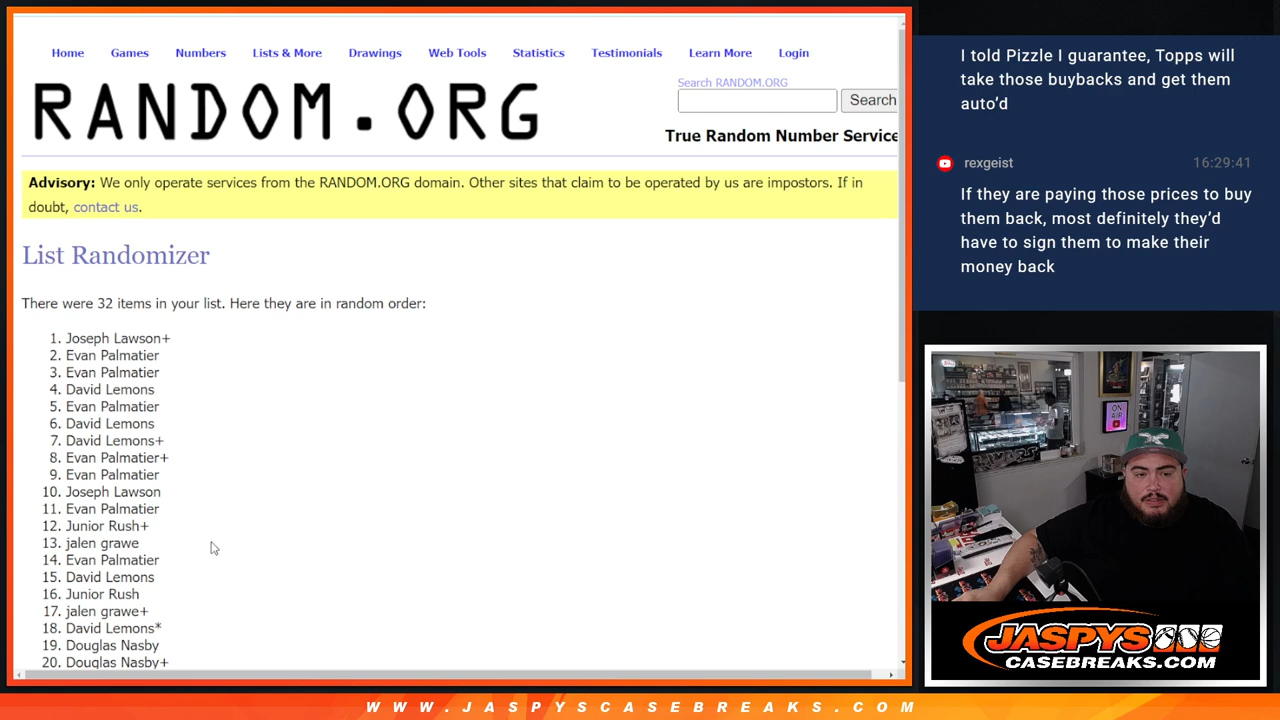 Home Games Numbers Lists & More Drawings Web Tools Statistics Testimonials Learn More Login
RANDOM.ORG
Search RANDOM.ORG
Search
True Random Number Service
Advisory: We only operate services from the RANDOM.ORG domain. Other sites that claim to be operated by us are impostors. If in
doubt, contact us.
List Randomizer
There were 32 items in your list. Here they are in random order:
1. Joseph Lawson+
2. Evan Palmatier
3. Evan Palmatier
4. David Lemons
5. Evan Palmatier
6. David Lemons
7. David Lemons+
8. Evan Palmatier+
9. Evan Palmatier
10. Joseph Lawson
11. Evan Palmatier
12. Junior Rush+
13. jalen grawe
14. Evan Palmatier
15. David Lemons
16. Junior Rush
17. jalen grawe+
18. David Lemons*
19. Douglas Nasby
20. Douglas Nasby+
I told Pizzle I guarantee, Topps will
take those buybacks and get them
auto’d
rexgeist 16:29:41
If they are paying those prices to buy
them back, most definitely they’d
have to sign them to make their
money back
ON
AIR
JASPYS
CASEBREAKS.COM
WWW.JASPYSCASEBREAKS.COM